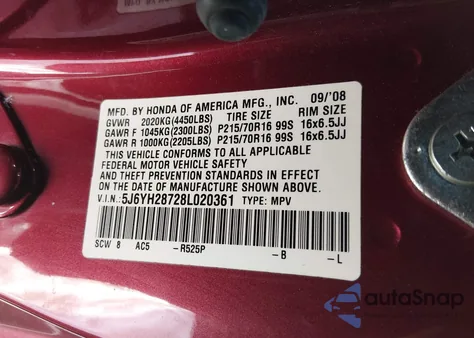 MFD. BY HONDA OF AMERICA MFG., INC. 09/'08
GVWR 2020KG(4450LBS) TIRE SIZE RIM SIZE
GAWR F 1045KG(2300LBS) P215/70R16 99S 16x6.5JJ
GAWR R 1000KG(2205LBS) P215/70R16 99S 16x6.5JJ
THIS VEHICLE CONFORMS TO ALL APPLICABLE
FEDERAL MOTOR VEHICLE SAFETY
AND THEFT PREVENTION STANDARDS IN EFFECT
ON THE DATE OF MANUFACTURE SHOWN ABOVE.
V.I.N.: 5J6YH28728L020361 TYPE: MPV
SCW 8 AC5 -R525P -B -L
autoSnap